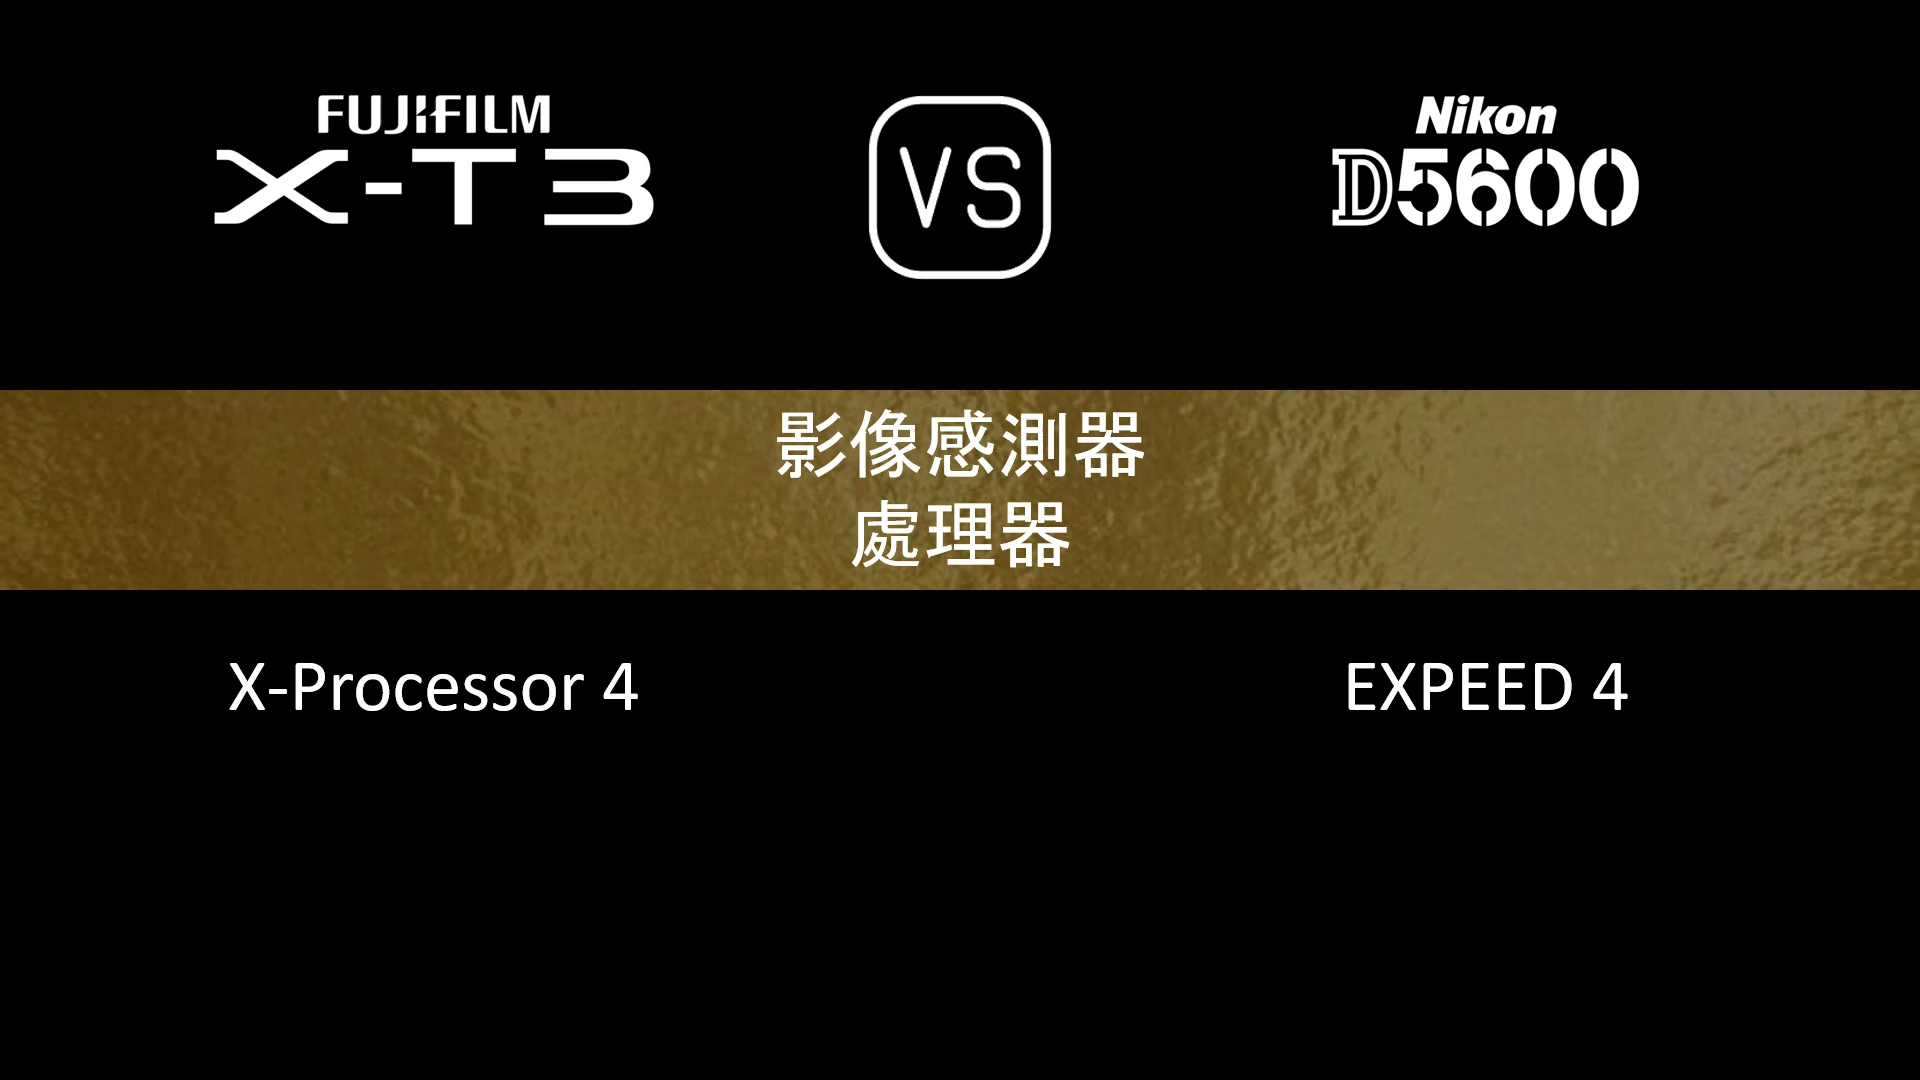 FUJIFILM
X-T3
VS
Nikon
D5600
影像感測器
處理器
X-Processor 4
EXPEED 4